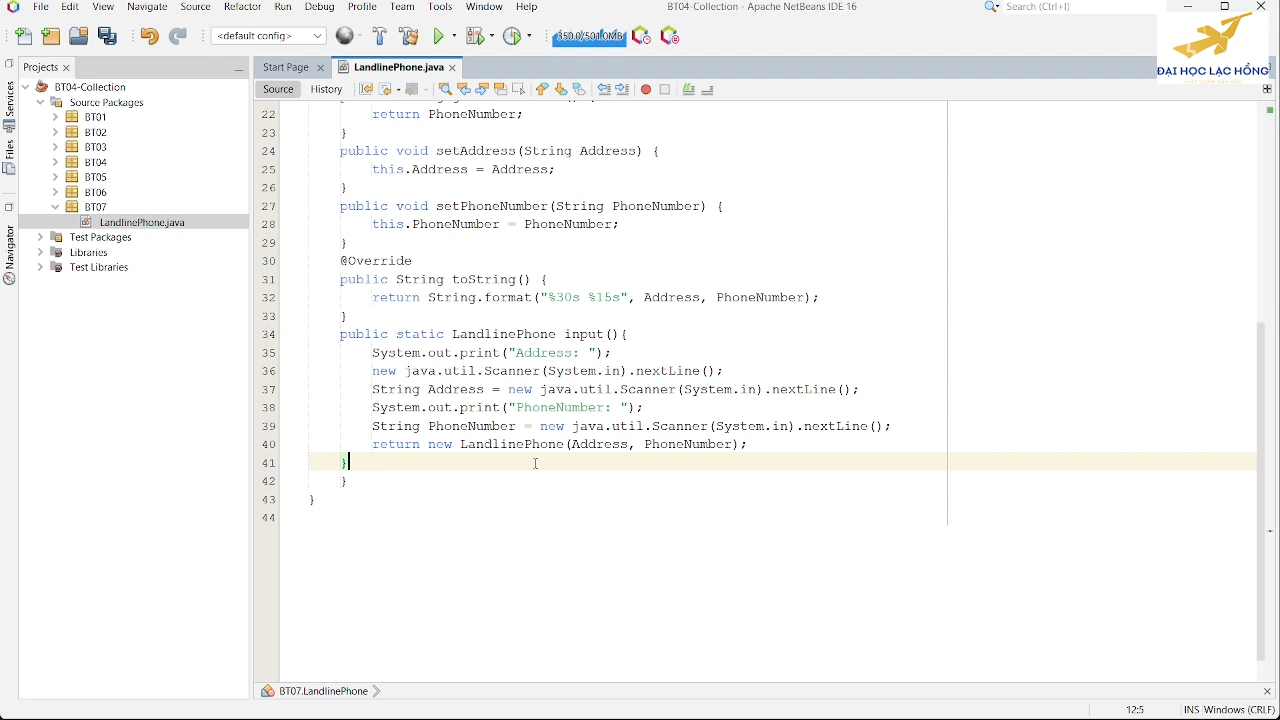 File Edit View Navigate Source Refactor Run Debug Profile Team Tools Window Help
BT04-Collection - Apache NetBeans IDE 16
Search (Ctrl+I)
<default config>
ĐẠI HỌC LẠC HỒNG
Projects
Start Page
LandlinePhone.java
Services
Files
Navigator
BT04-Collection
Source Packages
BT01
BT02
BT03
BT04
BT05
BT06
BT07
LandlinePhone.java
Test Packages
Libraries
Test Libraries
Source History
22 return PhoneNumber;
23 }
24 public void setAddress(String Address) {
25 this.Address = Address;
26 }
27 public void setPhoneNumber(String PhoneNumber) {
28 this.PhoneNumber = PhoneNumber;
29 }
30 @Override
31 public String toString() {
32 return String.format("%30s %15s", Address, PhoneNumber);
33 }
34 public static LandlinePhone input(){
35 System.out.print("Address: ");
36 new java.util.Scanner(System.in).nextLine();
37 String Address = new java.util.Scanner(System.in).nextLine();
38 System.out.print("PhoneNumber: ");
39 String PhoneNumber = new java.util.Scanner(System.in).nextLine();
40 return new LandlinePhone(Address, PhoneNumber);
41 }
42 }
43 }
44
BT07.LandlinePhone
12:5 INS Windows (CRLF)